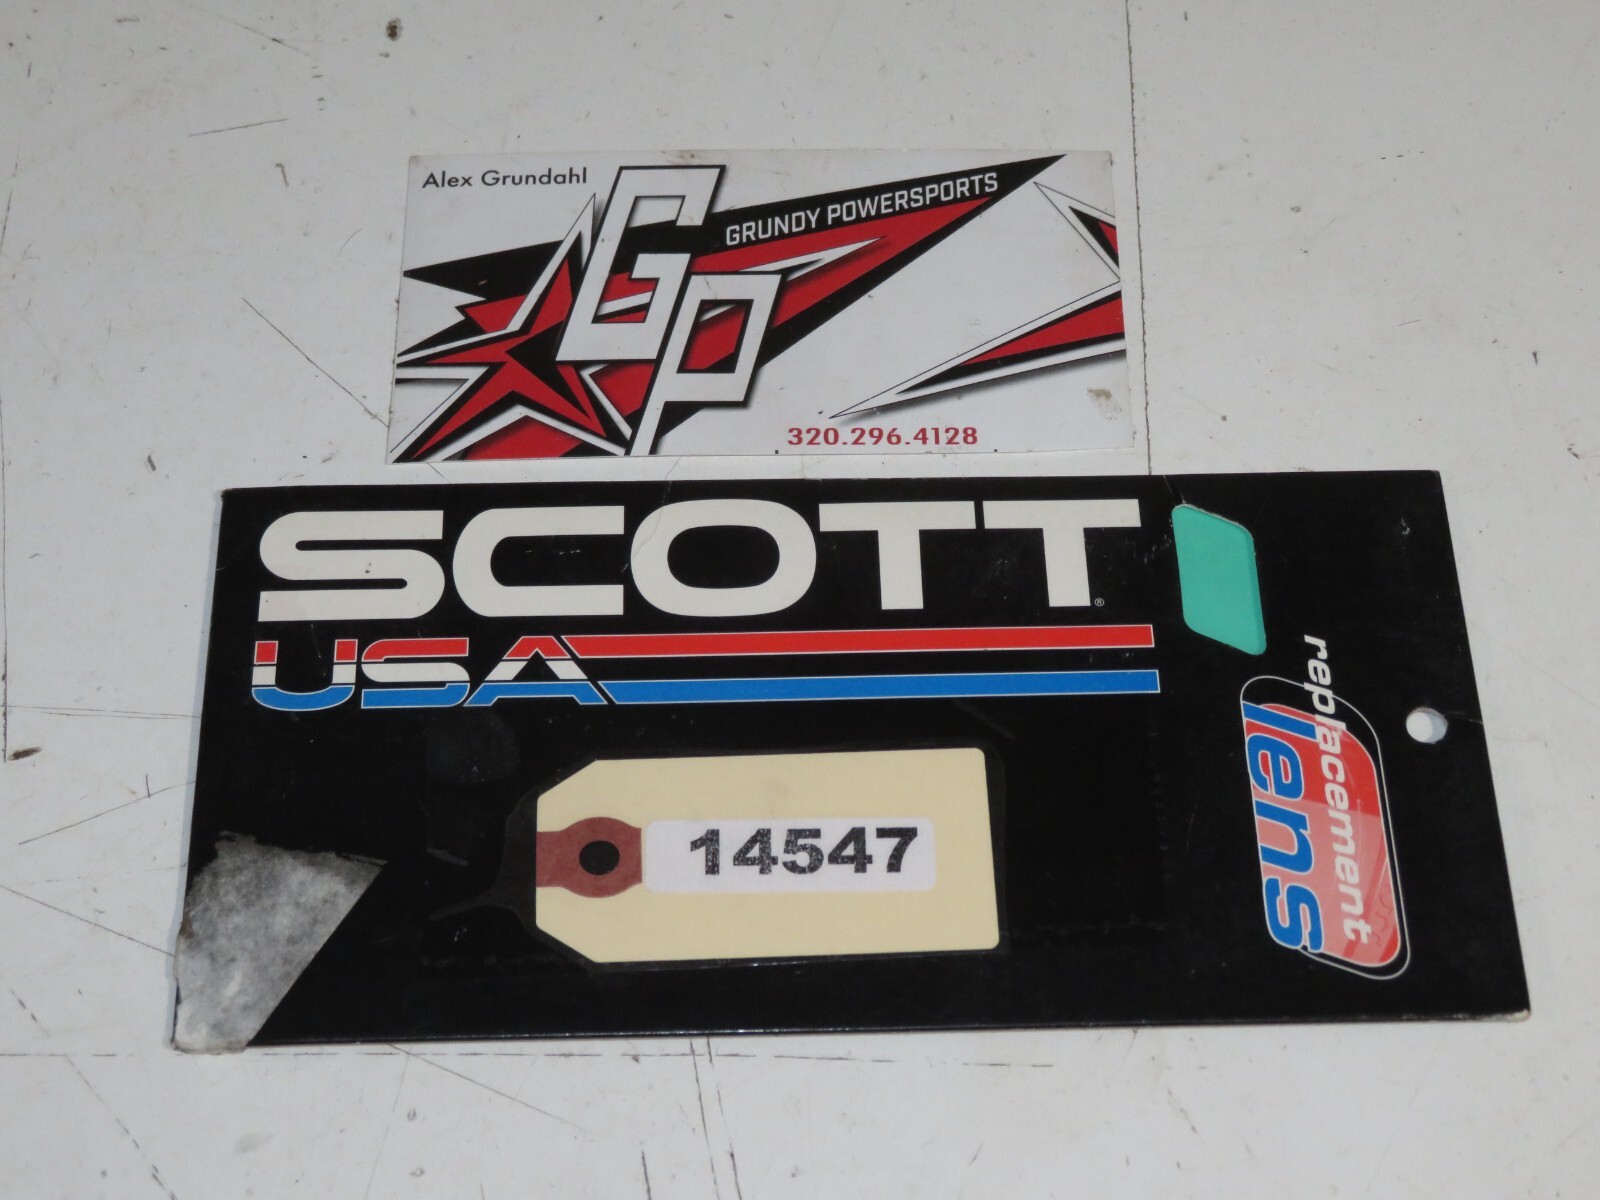 Alex Grundahl
GP
GRUNDY POWERSPORTS
320.296.4128
SCOTT®
USA
replacement
lens
14547